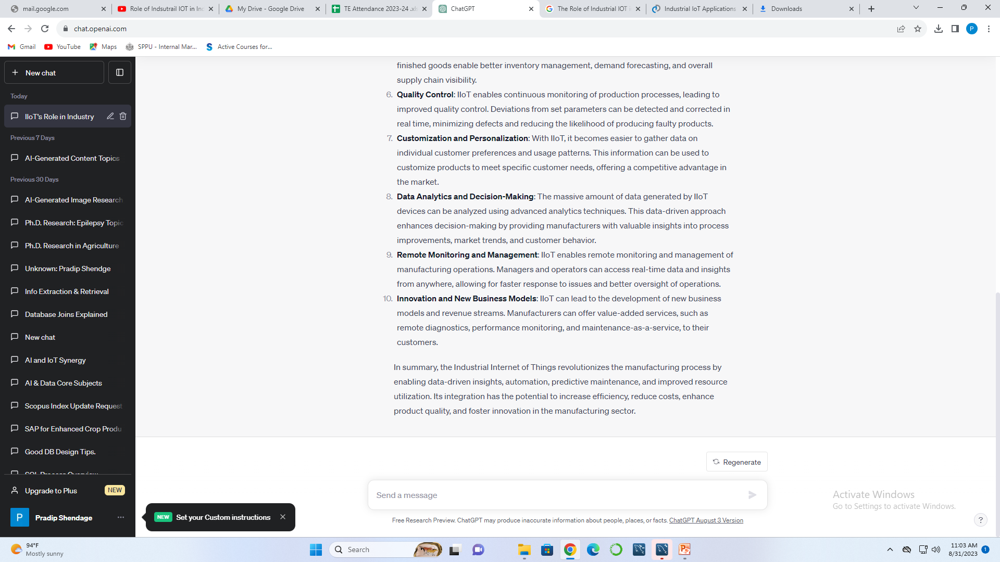 mail.google.com
Role of Indsutrail IOT in Inc
My Drive - Google Drive
TE Attendance 2023-24 .xls
ChatGPT
The Role of Industrial IOT i
Industrial IoT Applications
Downloads
chat.openai.com
P
Gmail
YouTube
Maps
SPPU - Internal Mar...
Active Courses for...
New chat
Today
IIoT's Role in Industry
Previous 7 Days
AI-Generated Content Topics
Previous 30 Days
AI-Generated Image Research
Ph.D. Research: Epilepsy Topic
Ph.D. Research in Agriculture
Unknown: Pradip Shendge
Info Extraction & Retrieval
Database Joins Explained
New chat
AI and IoT Synergy
AI & Data Core Subjects
Scopus Index Update Request
SAP for Enhanced Crop Produ
Good DB Design Tips.
SQL Process Overview
Upgrade to Plus NEW
P Pradip Shendage
finished goods enable better inventory management, demand forecasting, and overall
supply chain visibility.
6. Quality Control: IIoT enables continuous monitoring of production processes, leading to
improved quality control. Deviations from set parameters can be detected and corrected in
real time, minimizing defects and reducing the likelihood of producing faulty products.
7. Customization and Personalization: With IIoT, it becomes easier to gather data on
individual customer preferences and usage patterns. This information can be used to
customize products to meet specific customer needs, offering a competitive advantage in
the market.
8. Data Analytics and Decision-Making: The massive amount of data generated by IIoT
devices can be analyzed using advanced analytics techniques. This data-driven approach
enhances decision-making by providing manufacturers with valuable insights into process
improvements, market trends, and customer behavior.
9. Remote Monitoring and Management: IIoT enables remote monitoring and management of
manufacturing operations. Managers and operators can access real-time data and insights
from anywhere, allowing for faster response to issues and better oversight of operations.
10. Innovation and New Business Models: IIoT can lead to the development of new business
models and revenue streams. Manufacturers can offer value-added services, such as
remote diagnostics, performance monitoring, and maintenance-as-a-service, to their
customers.
In summary, the Industrial Internet of Things revolutionizes the manufacturing process by
enabling data-driven insights, automation, predictive maintenance, and improved resource
utilization. Its integration has the potential to increase efficiency, reduce costs, enhance
product quality, and foster innovation in the manufacturing sector.
Regenerate
Send a message
NEW Set your Custom instructions
Free Research Preview. ChatGPT may produce inaccurate information about people, places, or facts. ChatGPT August 3 Version
Activate Windows
Go to Settings to activate Windows.
?
94°F
Mostly sunny
Search
11:03 AM
8/31/2023
1